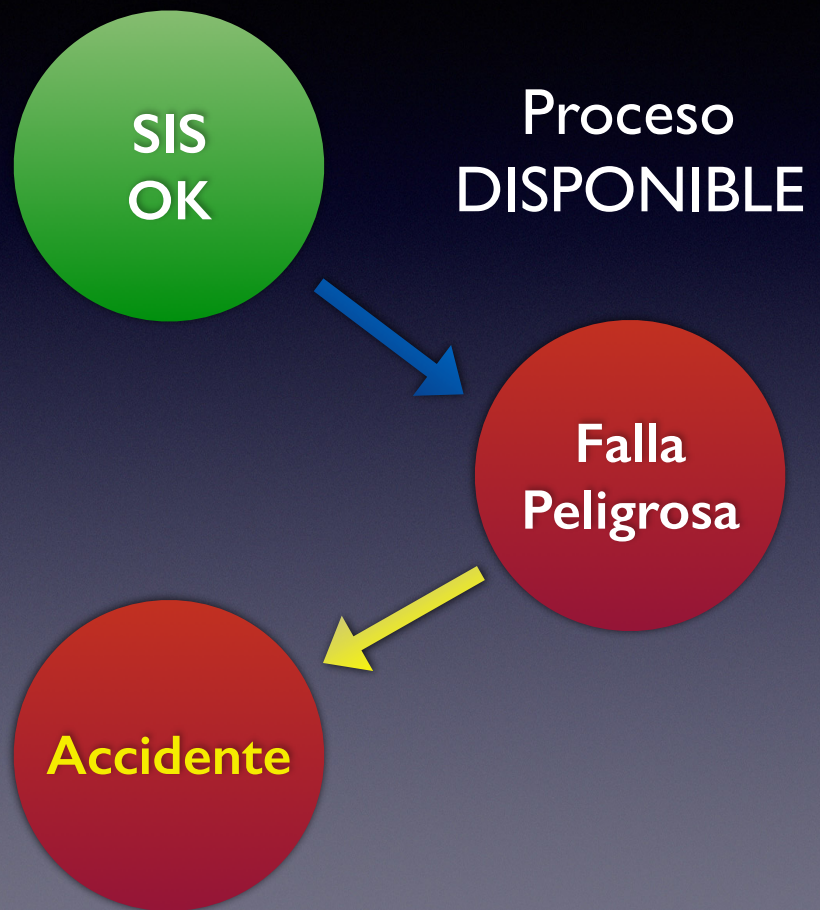 SIS
OK
Proceso
DISPONIBLE
Falla
Peligrosa
Accidente